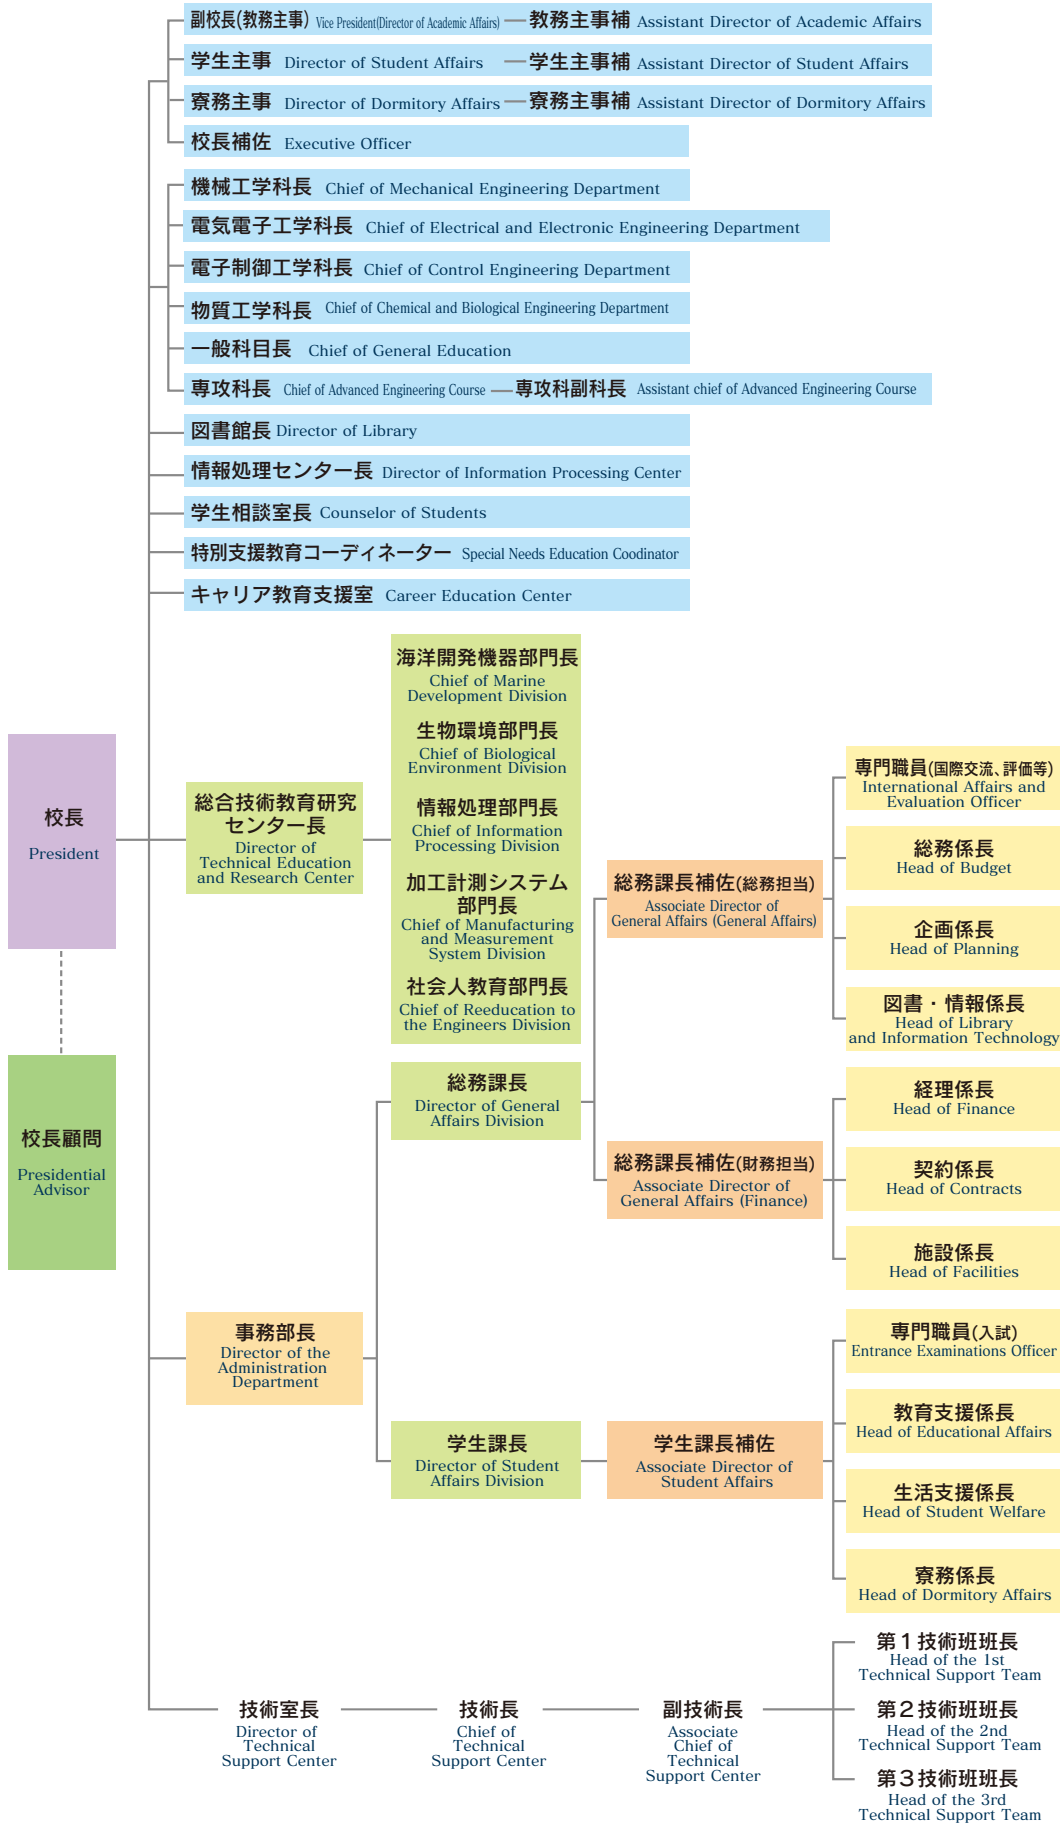 副校長(教務主事) Vice President(Director of Academic Affairs) 教務主事補 Assistant Director of Academic Affairs
学生主事 Director of Student Affairs 学生主事補 Assistant Director of Student Affairs
寮務主事 Director of Dormitory Affairs 寮務主事補 Assistant Director of Dormitory Affairs
校長補佐 Executive Officer
機械工学科長 Chief of Mechanical Engineering Department
電気電子工学科長 Chief of Electrical and Electronic Engineering Department
電子制御工学科長 Chief of Control Engineering Department
物質工学科長 Chief of Chemical and Biological Engineering Department
一般科目長 Chief of General Education
専攻科長 Chief of Advanced Engineering Course 専攻科副科長 Assistant chief of Advanced Engineering Course
図書館長 Director of Library
情報処理センター長 Director of Information Processing Center
学生相談室長 Counselor of Students
特別支援教育コーディネーター Special Needs Education Coodinator
キャリア教育支援室 Career Education Center
校長
President
校長顧問
Presidential
Advisor
総合技術教育研究
センター長
Director of
Technical Education
and Research Center
海洋開発機器部門長
Chief of Marine
Development Division
生物環境部門長
Chief of Biological
Environment Division
情報処理部門長
Chief of Information
Processing Division
加工計測システム
部門長
Chief of Manufacturing
and Measurement
System Division
社会人教育部門長
Chief of Reeducation to
the Engineers Division
事務部長
Director of the
Administration
Department
総務課長
Director of General
Affairs Division
総務課長補佐(総務担当)
Associate Director of
General Affairs (General Affairs)
専門職員(国際交流、評価等)
International Affairs and
Evaluation Officer
総務係長
Head of Budget
企画係長
Head of Planning
図書・情報係長
Head of Library
and Information Technology
総務課長補佐(財務担当)
Associate Director of
General Affairs (Finance)
経理係長
Head of Finance
契約係長
Head of Contracts
施設係長
Head of Facilities
学生課長
Director of Student
Affairs Division
学生課長補佐
Associate Director of
Student Affairs
専門職員(入試)
Entrance Examinations Officer
教育支援係長
Head of Educational Affairs
生活支援係長
Head of Student Welfare
寮務係長
Head of Dormitory Affairs
技術室長
Director of
Technical
Support Center
技術長
Chief of
Technical
Support Center
副技術長
Associate
Chief of
Technical
Support Center
第１技術班班長
Head of the 1st
Technical Support Team
第２技術班班長
Head of the 2nd
Technical Support Team
第３技術班班長
Head of the 3rd
Technical Support Team